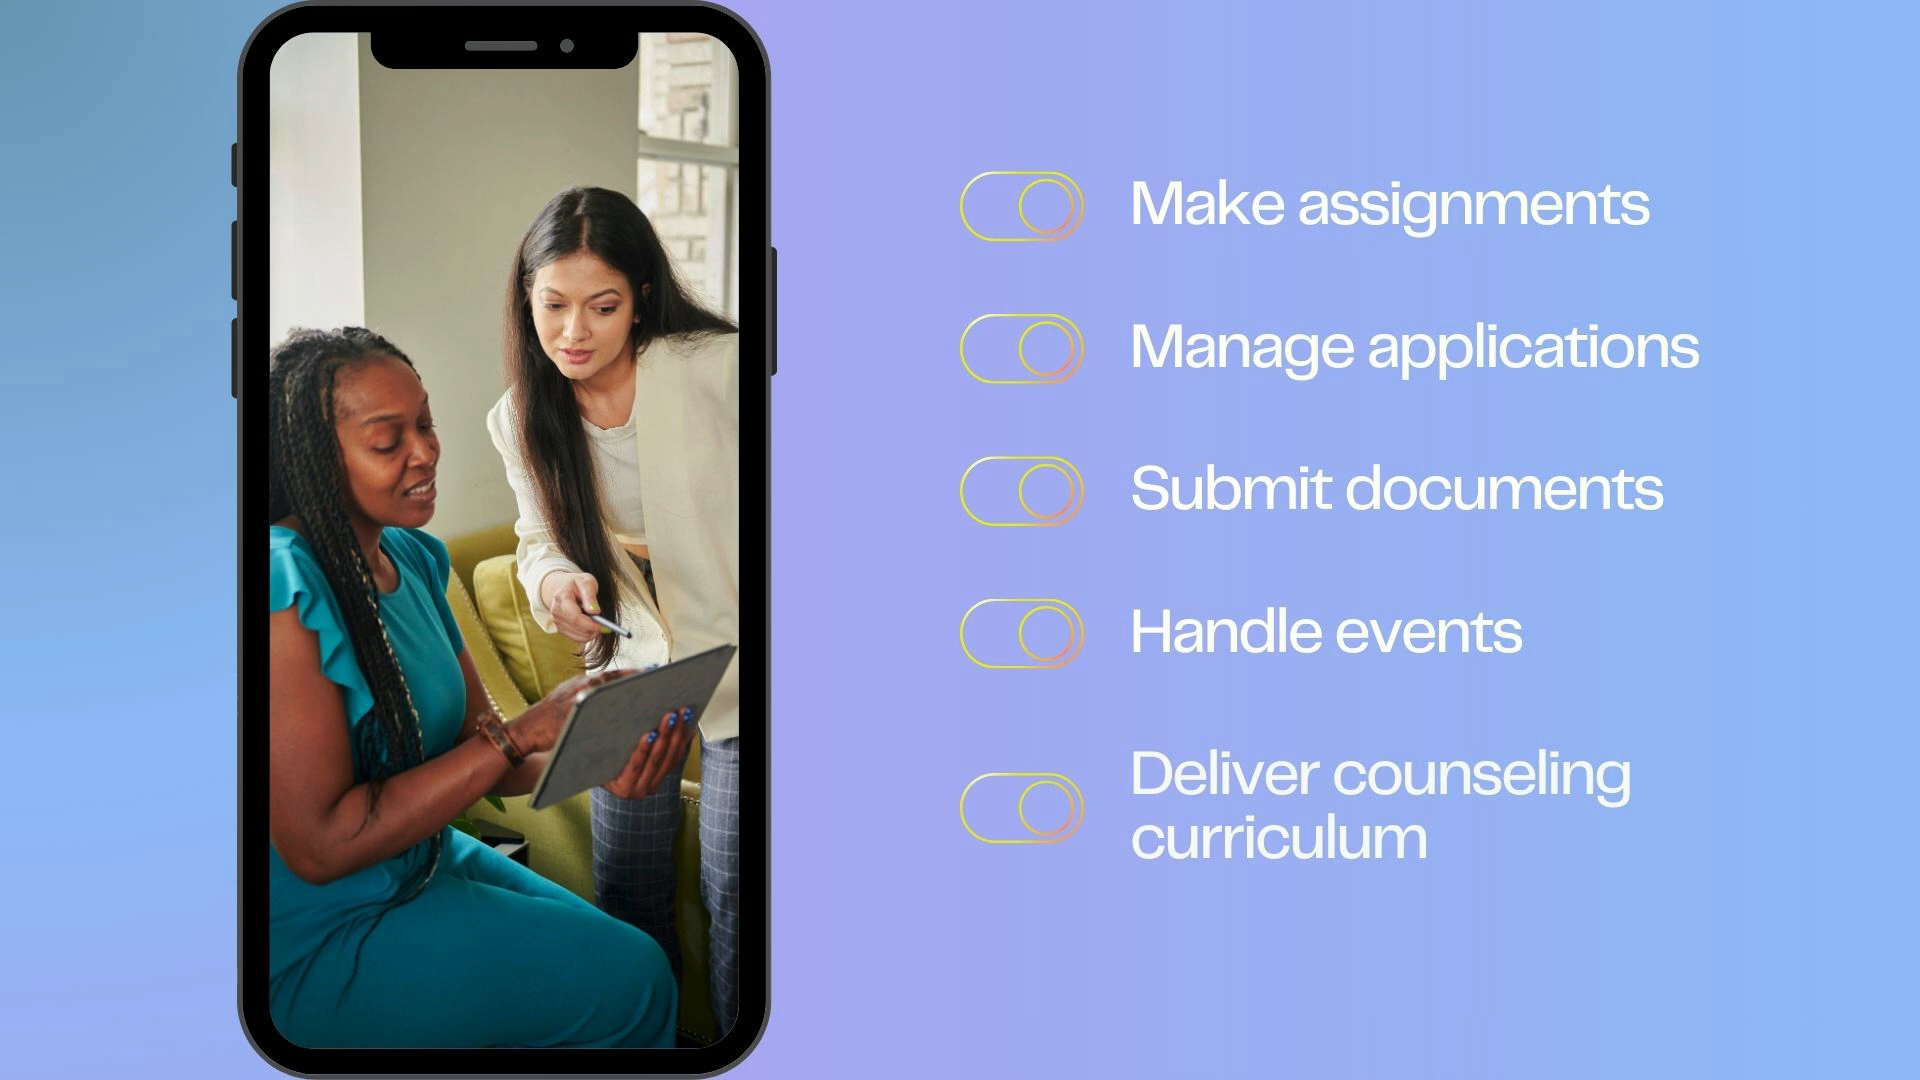 Make assignments
Manage applications
Submit documents
Handle events
Deliver counseling
curriculum